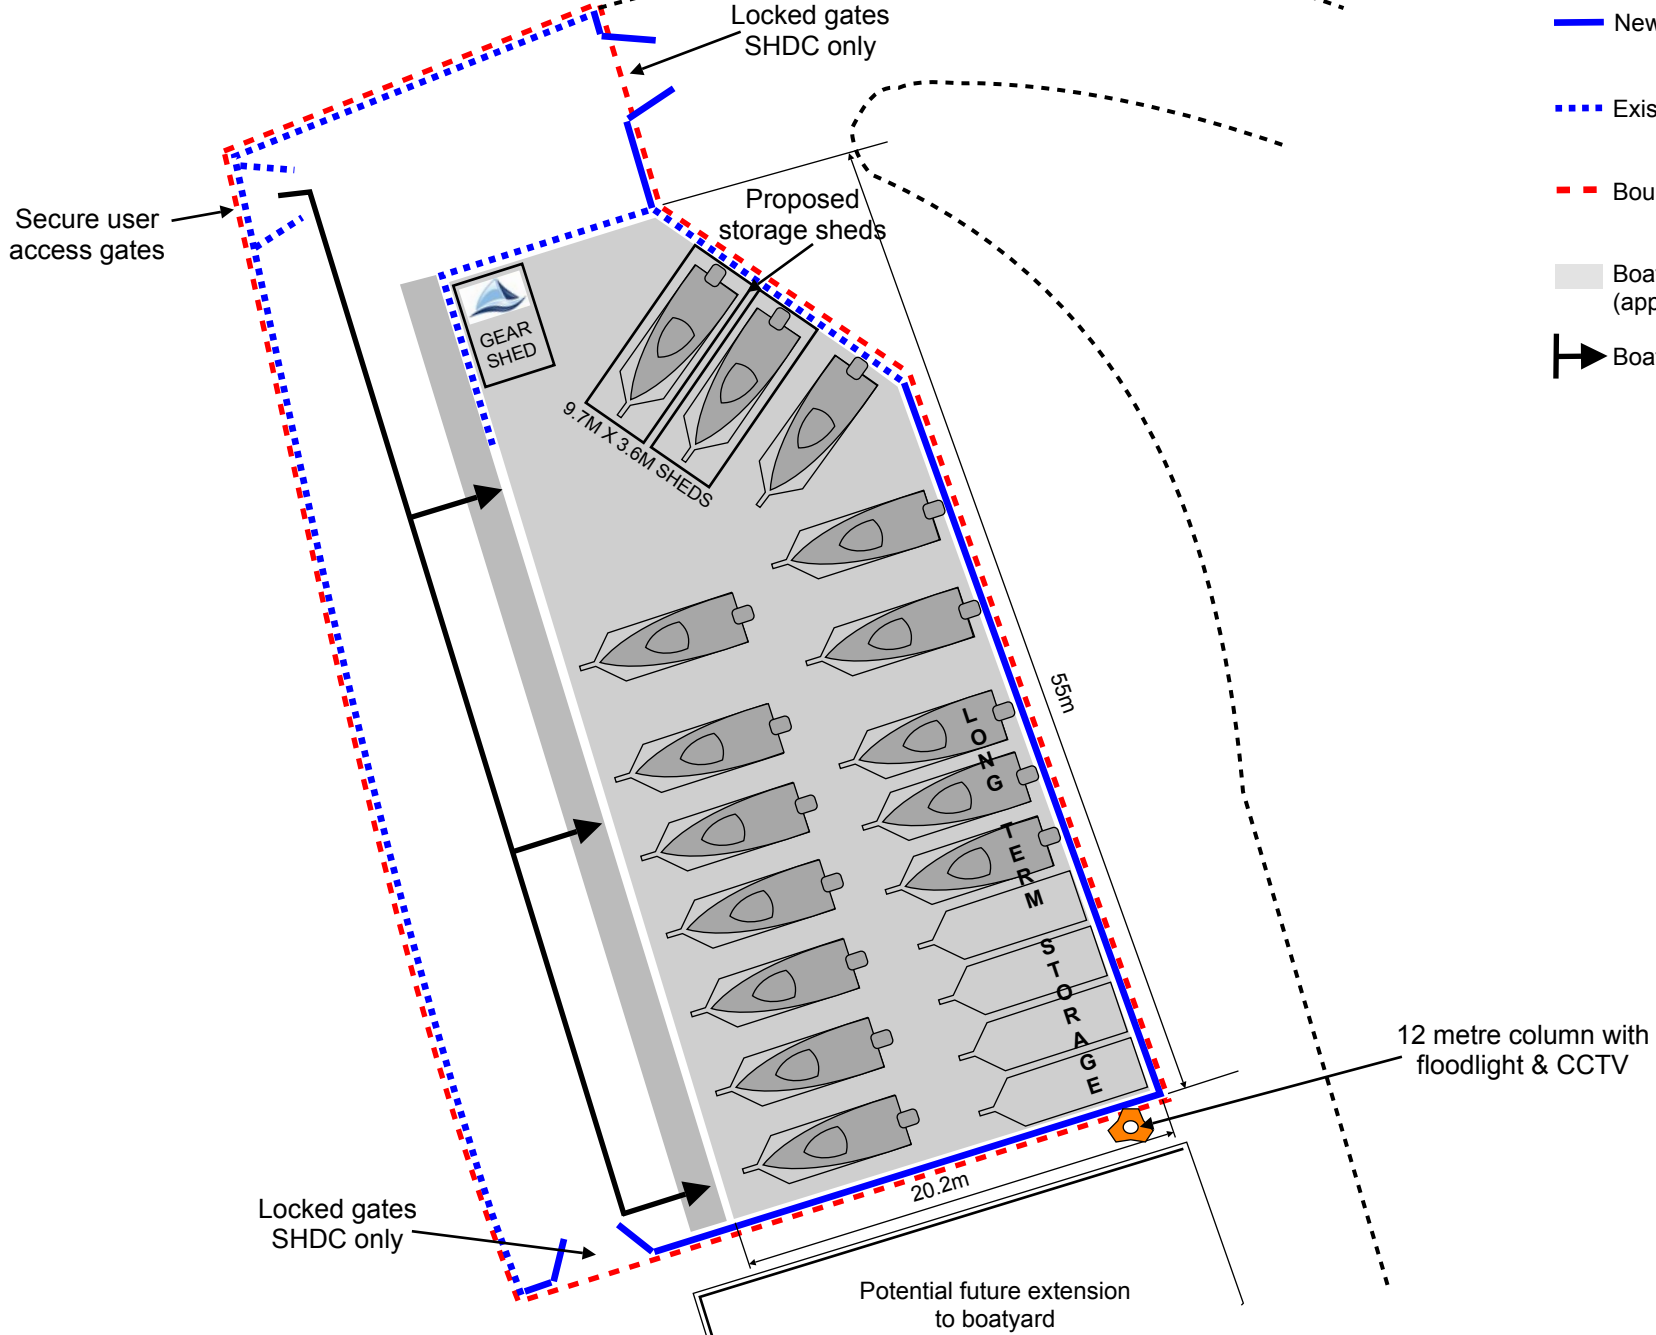 Locked gates
SHDC only
New
Exis
Bou
Boa
(app
Boa
Secure user
access gates
Proposed
storage sheds
GEAR
SHED
9.7M X 3.6M SHEDS
55m
LONG TERM STORAGE
12 metre column with
floodlight & CCTV
20.2m
Locked gates
SHDC only
Potential future extension
to boatyard